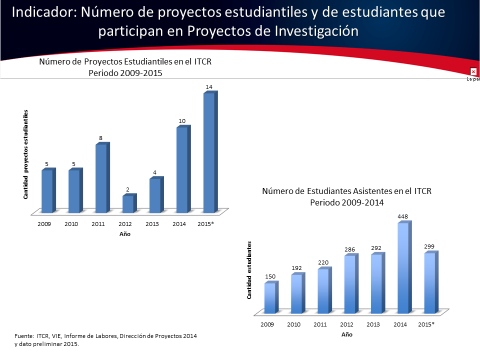 Indicador: Número de proyectos estudiantiles y de estudiantes que
participan en Proyectos de Investigación
Número de Proyectos Estudiantiles en el ITCR
Periodo 2009-2015
Cantidad proyectos estudiantiles
5
5
8
2
4
10
14
2009
2010
2011
2012
2013
2014
2015*
Año
Número de Estudiantes Asistentes en el ITCR
Periodo 2009-2014
Cantidad estudiantes
150
192
220
286
292
448
299
2009
2010
2011
2012
2013
2014
2015*
Año
Fuente: ITCR, VIE, Informe de Labores, Dirección de Proyectos 2014
y dato preliminar 2015.